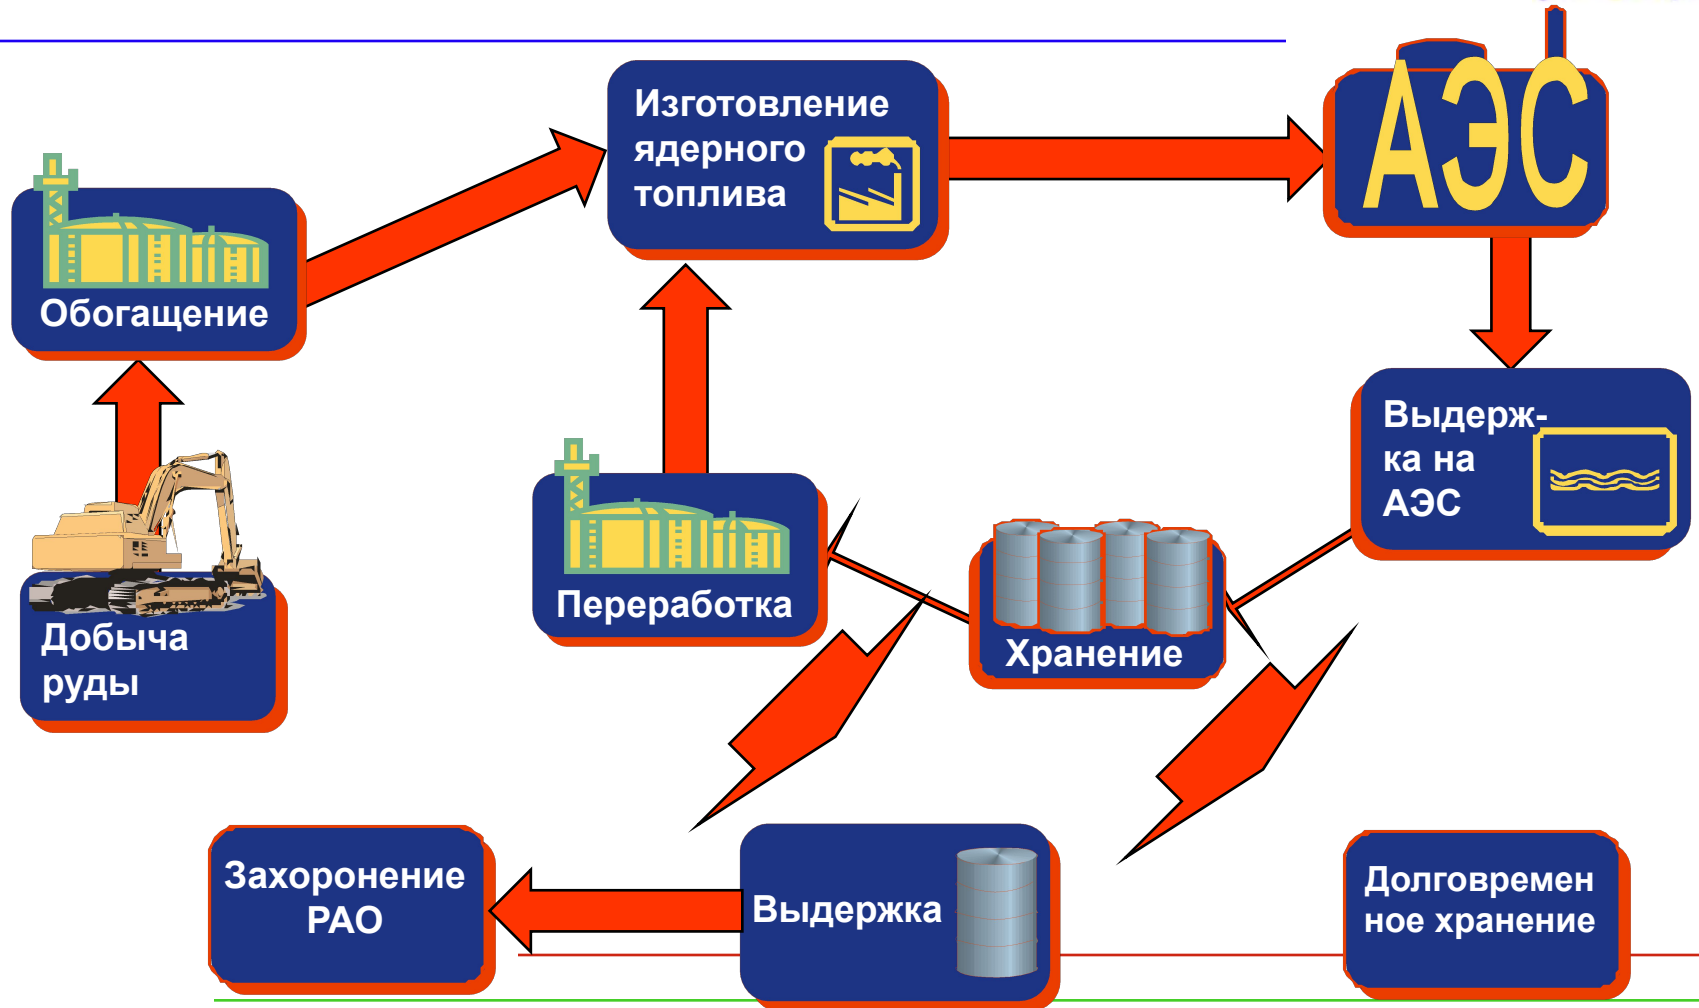 Изготовление
ядерного
топлива
АЭС
Обогащение
Выдерж-
ка на
АЭС
Переработка
Хранение
Добыча
руды
Захоронение
РАО
Выдержка
Долговремен
ное хранение